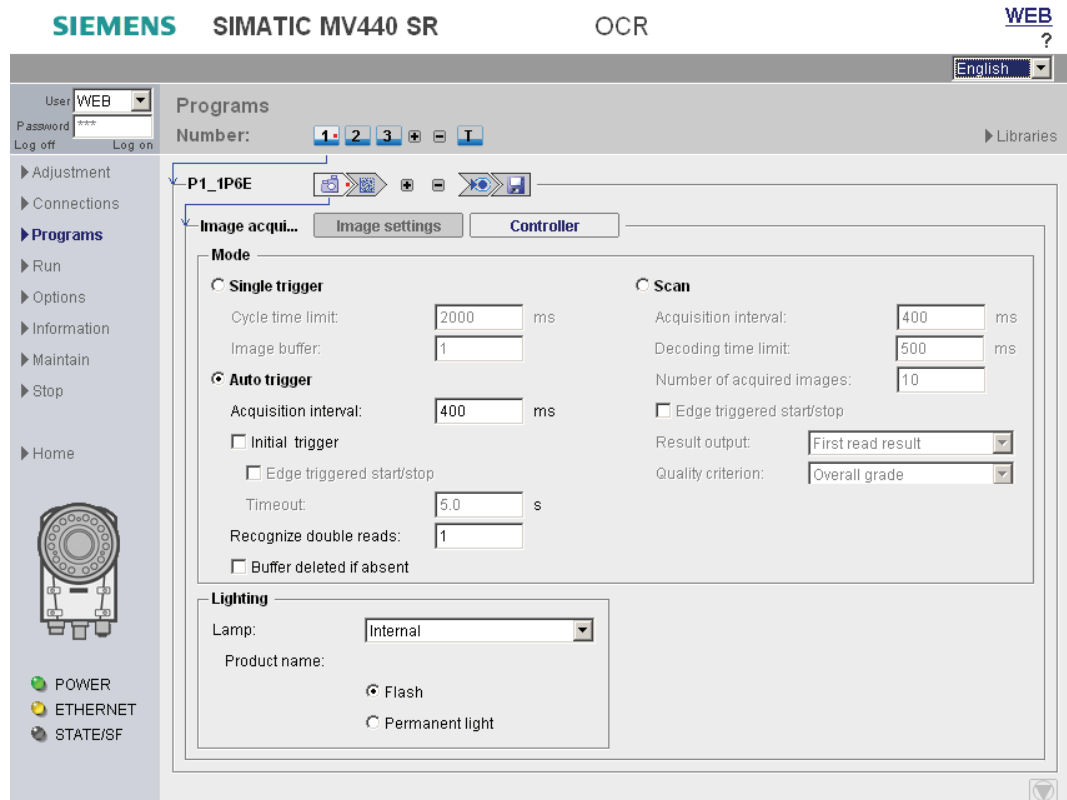 SIEMENS SIMATIC MV440 SR OCR WEB
?
English
User WEB
Password ***
Log off Log on
Programs
Number: 1 2 3 T
Libraries
Adjustment
Connections
Programs
Run
Options
Information
Maintain
Stop
Home
POWER
ETHERNET
STATE/SF
P1_1P6E
Image acqui... Image settings Controller
Mode
Single trigger
Cycle time limit: 2000 ms
Image buffer: 1
Auto trigger
Acquisition interval: 400 ms
Initial trigger
Edge triggered start/stop
Timeout: 5.0 s
Recognize double reads: 1
Buffer deleted if absent
Scan
Acquisition interval: 400 ms
Decoding time limit: 500 ms
Number of acquired images: 10
Edge triggered start/stop
Result output: First read result
Quality criterion: Overall grade
Lighting
Lamp: Internal
Product name:
Flash
Permanent light